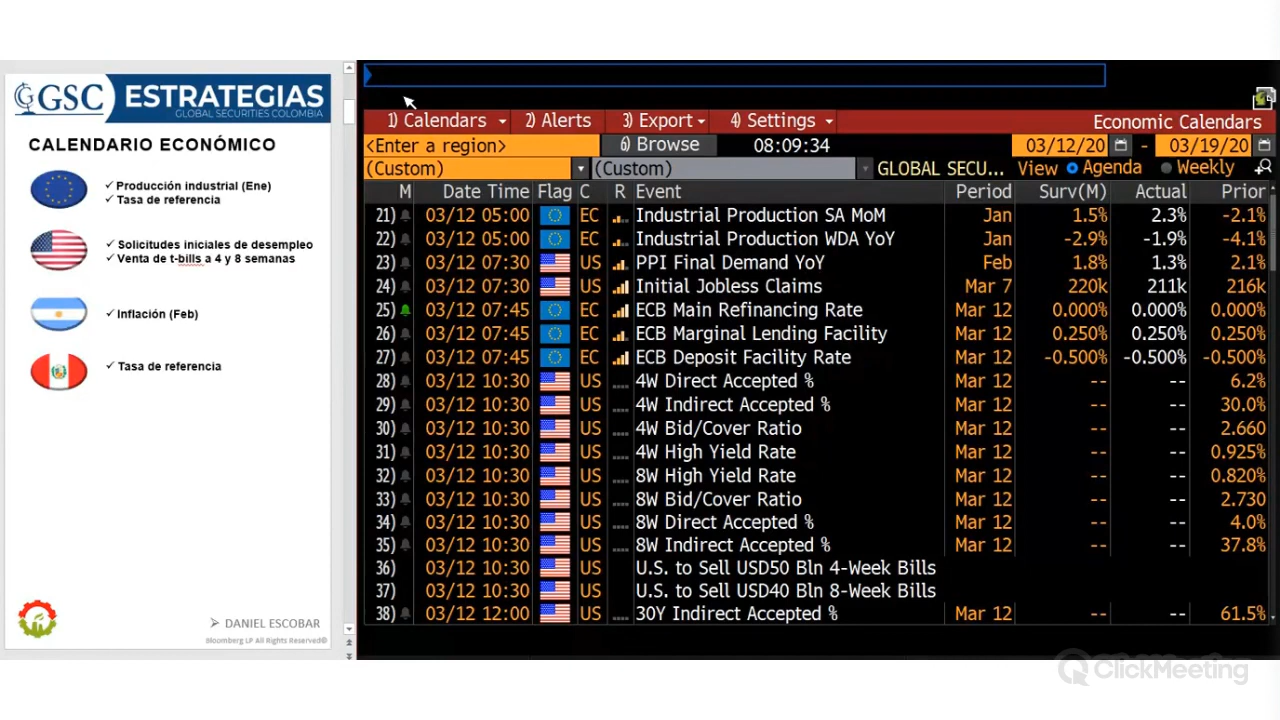 GSC ESTRATEGIAS
GLOBAL SECURITIES COLOMBIA
CALENDARIO ECONÓMICO
✓ Producción industrial (Ene)
✓ Tasa de referencia
✓ Solicitudes iniciales de desempleo
✓ Venta de t-bills a 4 y 8 semanas
✓ Inflación (Feb)
✓ Tasa de referencia
➢ DANIEL ESCOBAR
Bloomberg LP All Rights Reserved©
1) Calendars 2) Alerts 3) Export 4) Settings Economic Calendars
<Enter a region> 6) Browse 08:09:34 03/12/20 - 03/19/20
(Custom) (Custom) GLOBAL SECU... View Agenda Weekly
M Date Time Flag C R Event Period Surv(M) Actual Prior
21) 03/12 05:00 EC Industrial Production SA MoM Jan 1.5% 2.3% -2.1%
22) 03/12 05:00 EC Industrial Production WDA YoY Jan -2.9% -1.9% -4.1%
23) 03/12 07:30 US PPI Final Demand YoY Feb 1.8% 1.3% 2.1%
24) 03/12 07:30 US Initial Jobless Claims Mar 7 220k 211k 216k
25) 03/12 07:45 EC ECB Main Refinancing Rate Mar 12 0.000% 0.000% 0.000%
26) 03/12 07:45 EC ECB Marginal Lending Facility Mar 12 0.250% 0.250% 0.250%
27) 03/12 07:45 EC ECB Deposit Facility Rate Mar 12 -0.500% -0.500% -0.500%
28) 03/12 10:30 US 4W Direct Accepted % Mar 12 -- -- 6.2%
29) 03/12 10:30 US 4W Indirect Accepted % Mar 12 -- -- 30.0%
30) 03/12 10:30 US 4W Bid/Cover Ratio Mar 12 -- -- 2.660
31) 03/12 10:30 US 4W High Yield Rate Mar 12 -- -- 0.925%
32) 03/12 10:30 US 8W High Yield Rate Mar 12 -- -- 0.820%
33) 03/12 10:30 US 8W Bid/Cover Ratio Mar 12 -- -- 2.730
34) 03/12 10:30 US 8W Direct Accepted % Mar 12 -- -- 4.0%
35) 03/12 10:30 US 8W Indirect Accepted % Mar 12 -- -- 37.8%
36) 03/12 10:30 US U.S. to Sell USD50 Bln 4-Week Bills
37) 03/12 10:30 US U.S. to Sell USD40 Bln 8-Week Bills
38) 03/12 12:00 US 30Y Indirect Accepted % Mar 12 -- -- 61.5%
ClickMeeting